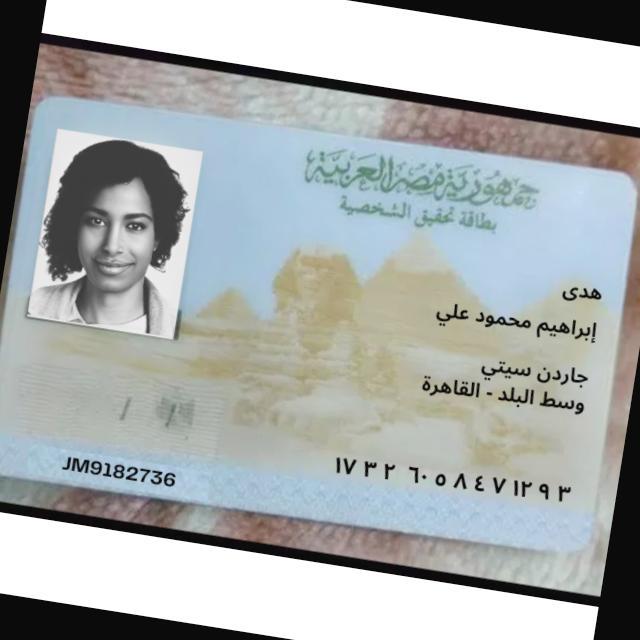 جمهورية مصر العربية
بطاقة تحقيق الشخصية
هدى
إبراهيم محمود علي
جاردن سيتي
وسط البلد - القاهرة
١٧٣٢٦٠٥٨٤٧١٢٩٣
JM9182736